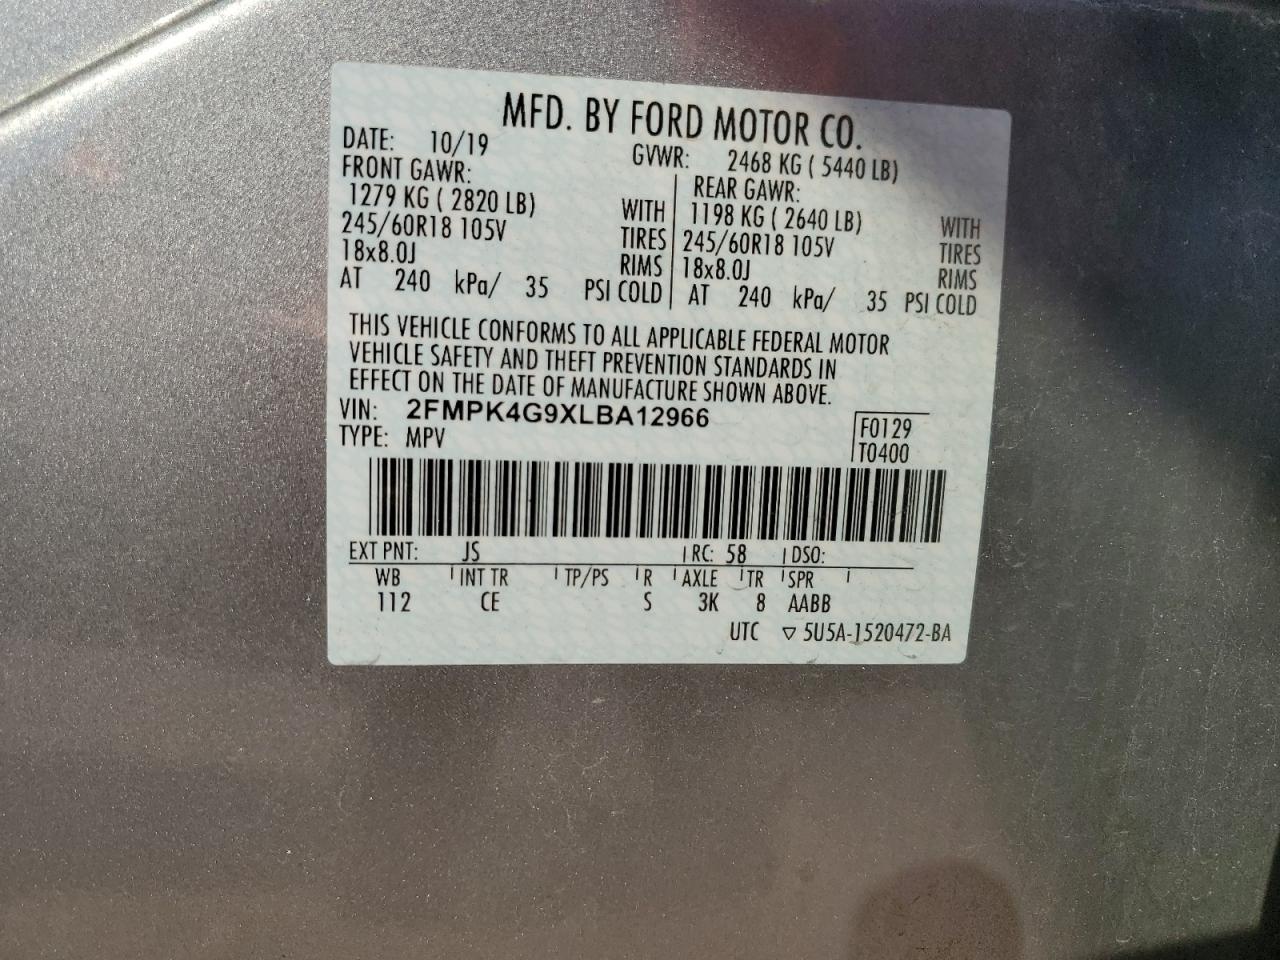 MFD. BY FORD MOTOR CO.
DATE: 10/19 GVWR: 2468 KG ( 5440 LB)
FRONT GAWR: REAR GAWR:
1279 KG ( 2820 LB) WITH 1198 KG ( 2640 LB) WITH
245/60R18 105V TIRES 245/60R18 105V TIRES
18x8.0J RIMS 18x8.0J RIMS
AT 240 kPa/ 35 PSI COLD AT 240 kPa/ 35 PSI COLD
THIS VEHICLE CONFORMS TO ALL APPLICABLE FEDERAL MOTOR
VEHICLE SAFETY AND THEFT PREVENTION STANDARDS IN
EFFECT ON THE DATE OF MANUFACTURE SHOWN ABOVE.
VIN: 2FMPK4G9XLBA12966
TYPE: MPV
F0129
T0400
EXT PNT: JS RC: 58 DSO:
WB INT TR TP/PS R AXLE TR SPR
112 CE S 3K 8 AABB
UTC ▽ 5U5A-1520472-BA